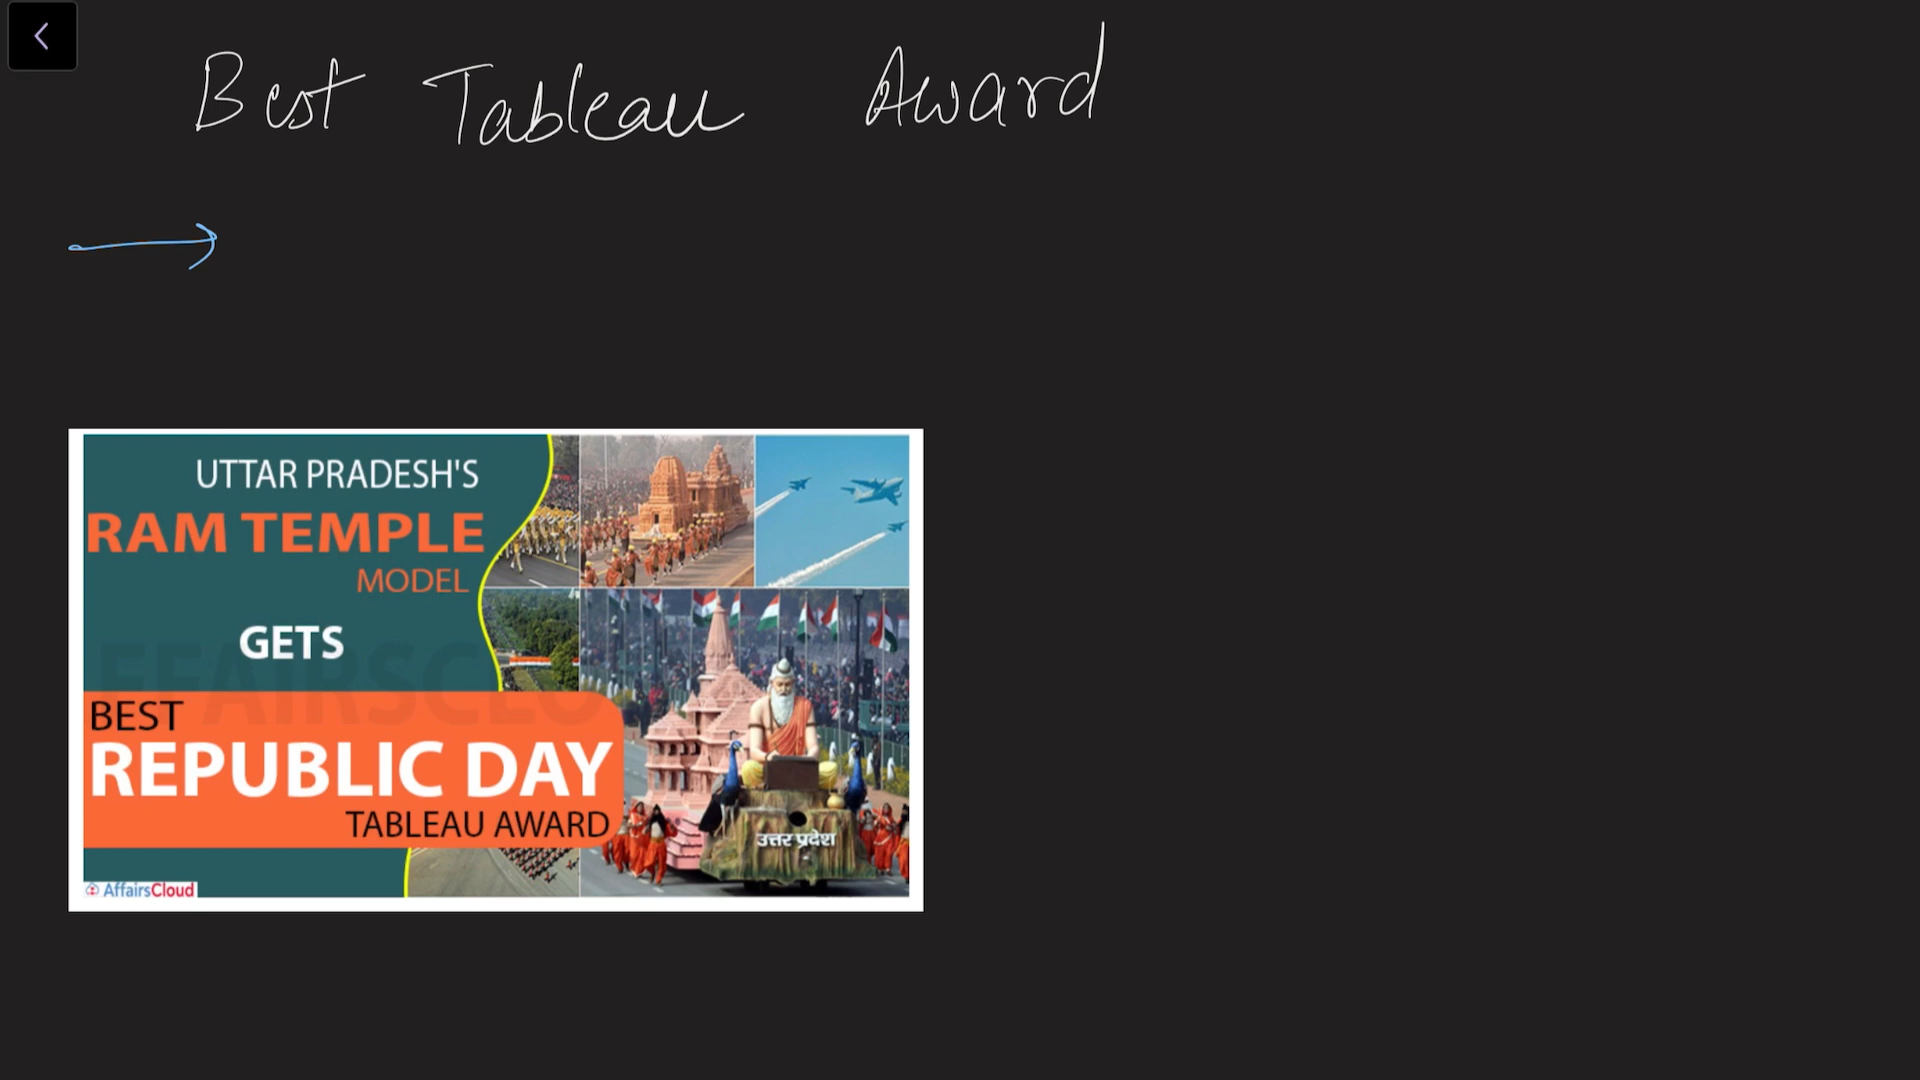 Best Tableau Award
UTTAR PRADESH'S
RAM TEMPLE
MODEL
GETS
BEST
REPUBLIC DAY
TABLEAU AWARD
उत्तर प्रदेश
AffairsCloud